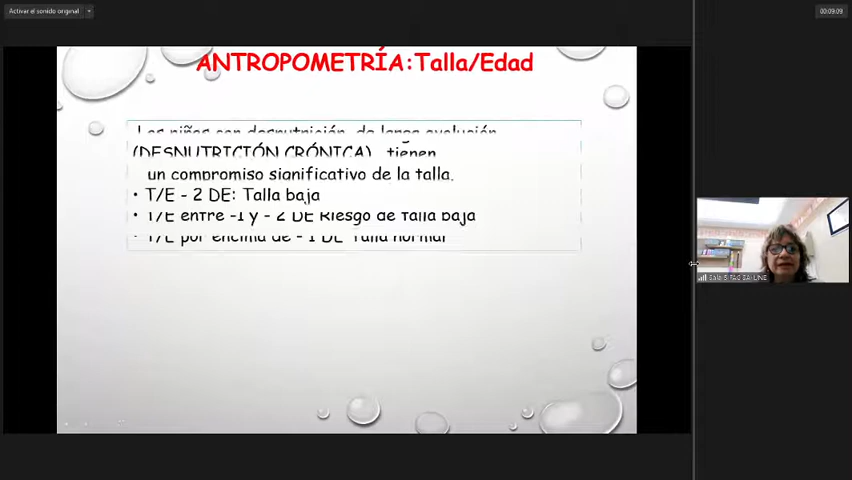 Activar el sonido original
00:09:09
ANTROPOMETRÍA:Talla/Edad
Los niños con desnutrición de larga evolución
(DESNUTRICIÓN CRÓNICA) tienen
un compromiso significativo de la talla.
• T/E - 2 DE: Talla baja
• T/E entre -1 y - 2 DE Riesgo de talla baja
• T/E por encima de - 1 DE Talla normal